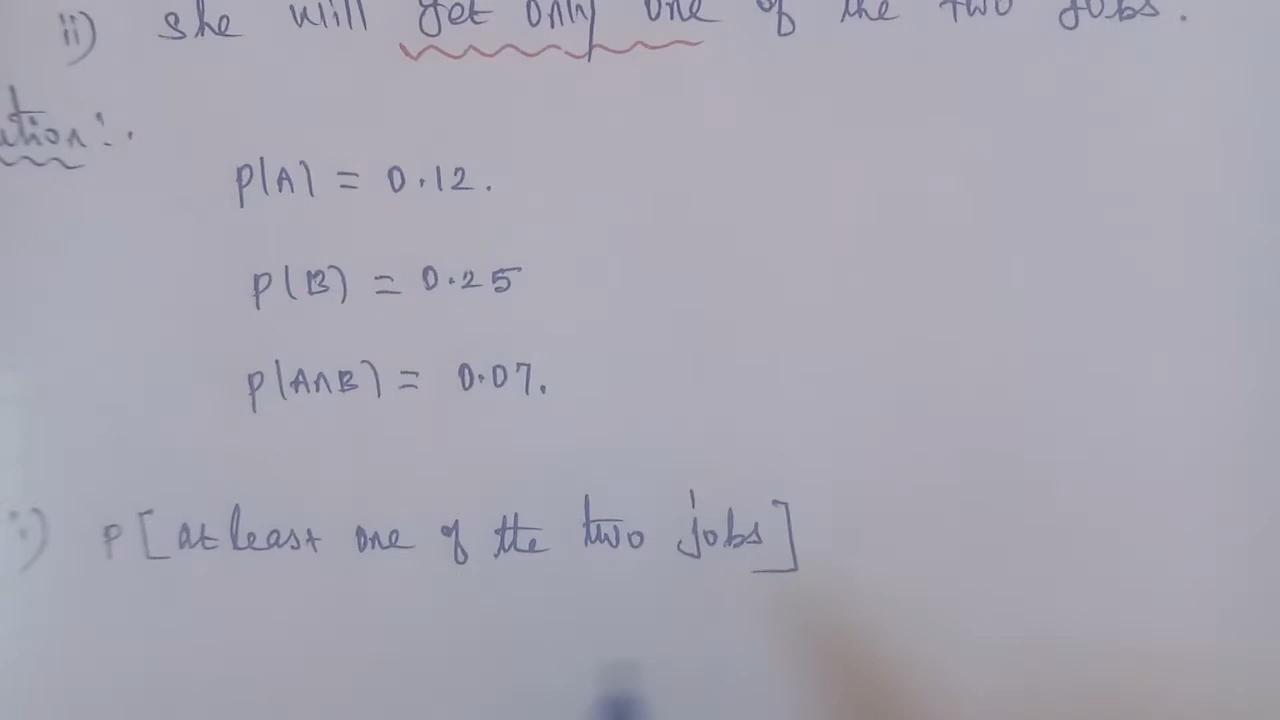 ii) she will get only one of the two jobs.
ution:.
P(A) = 0.12.
P(B) = 0.25
P(A∩B) = 0.07.
i) P[at least one of the two jobs]